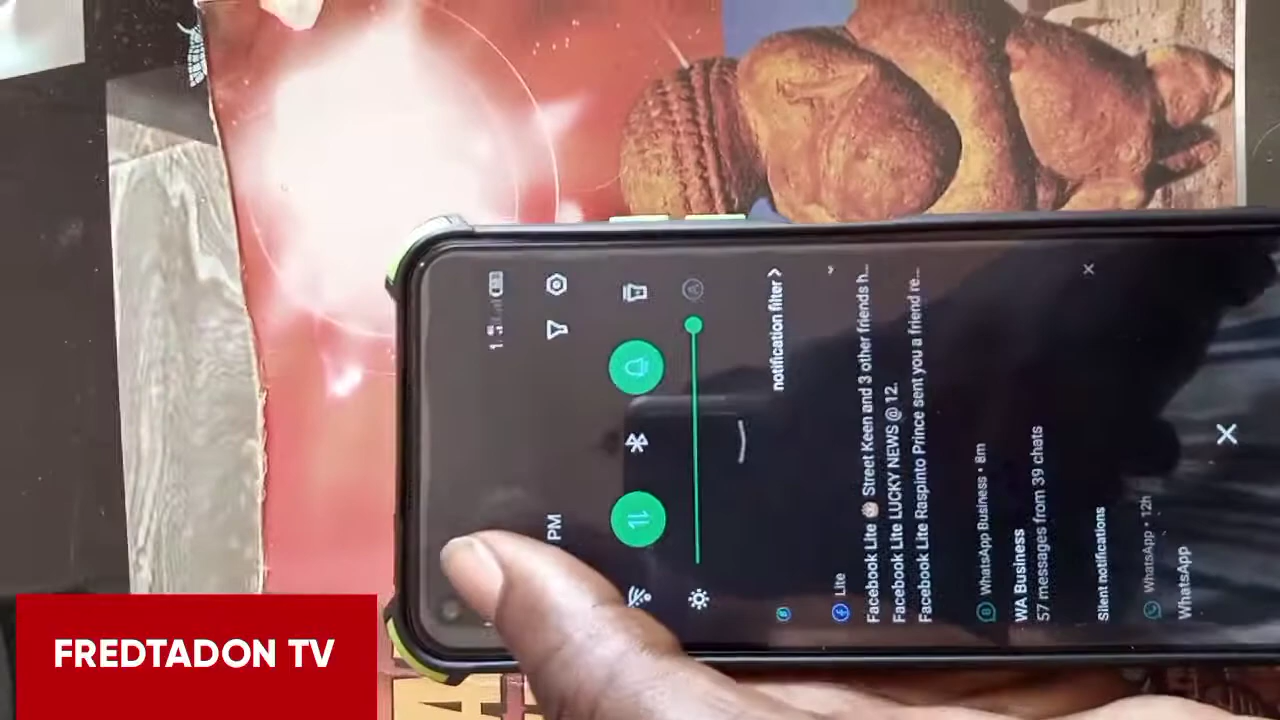 PM
notification filter >
Lite
Facebook Lite Street Keen and 3 other friends h...
Facebook Lite LUCKY NEWS @ 12.
Facebook Lite Raspinto Prince sent you a friend re...
WhatsApp Business • 8m
WA Business
57 messages from 39 chats
Silent notifications
WhatsApp • 12h
WhatsApp
FREDTADON TV